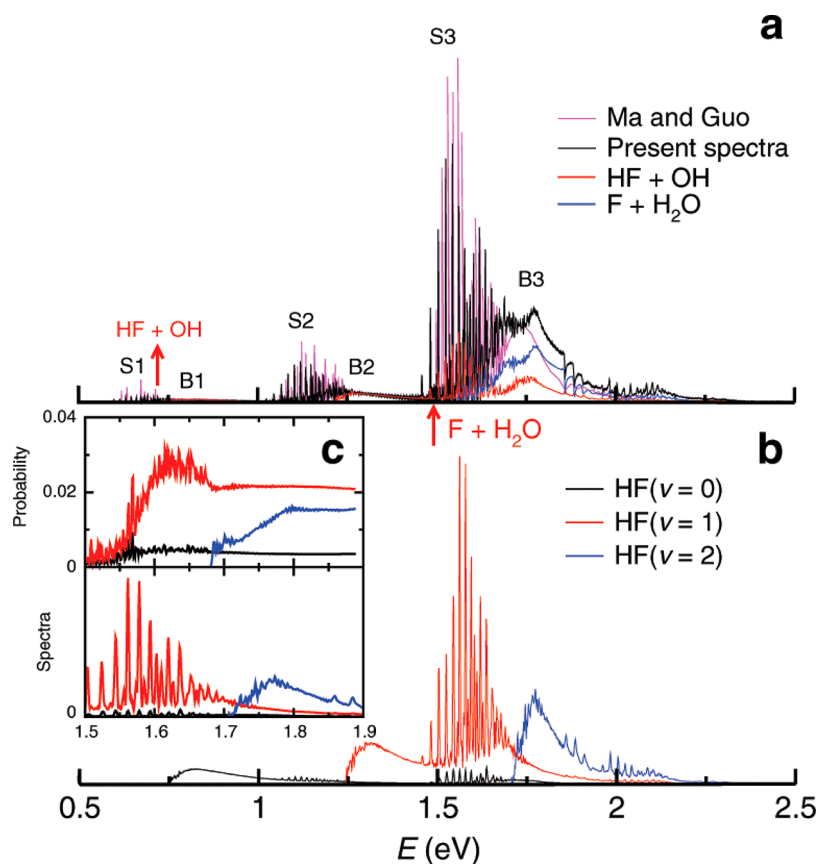 a
S3
Ma and Guo
Present spectra
HF + OH
F + H₂O
B3
HF + OH
S2
S1
B1
B2
F + H₂O
b
HF(v = 0)
HF(v = 1)
HF(v = 2)
c
0.04
0.02
0
Probability
Spectra
0
1.5 1.6 1.7 1.8 1.9
0.5 1 1.5 2 2.5
E (eV)